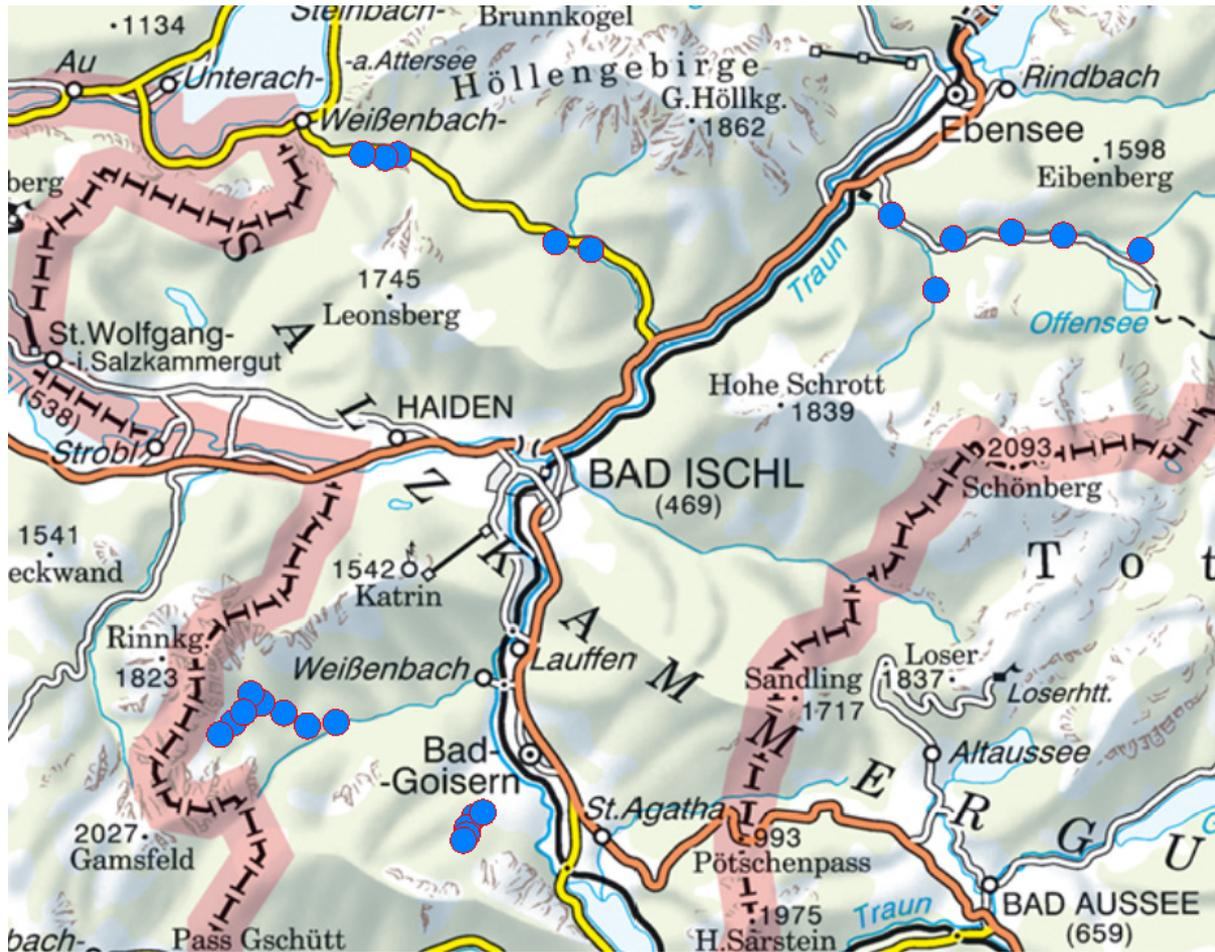 Steinbach-
Brunnkogel
1134
-a.Attersee
Au
Unterach-
Höllengebirge
G.Höllkg.
1862
Rindbach
Weißenbach-
Ebensee
1598
Eibenberg
berg
S
A
L
Z
K
A
M
M
E
R
G
U
1745
Leonsberg
Traun
Offensee
St.Wolfgang-
-i.Salzkammergut
(538)
Hohe Schrott
1839
HAIDEN
Strobl
2093
Schönberg
BAD ISCHL
(469)
1541
eckwand
1542
Katrin
T o t
Rinnkg.
1823
Weißenbach
Lauffen
Sandling
1717
Loser
1837
Loserhtt.
Bad-
-Goisern
Altaussee
St.Agatha
2027
Gamsfeld
993
Pötschenpass
1975
H.Sarstein
Traun
BAD AUSSEE
(659)
bach-
Pass Gschütt